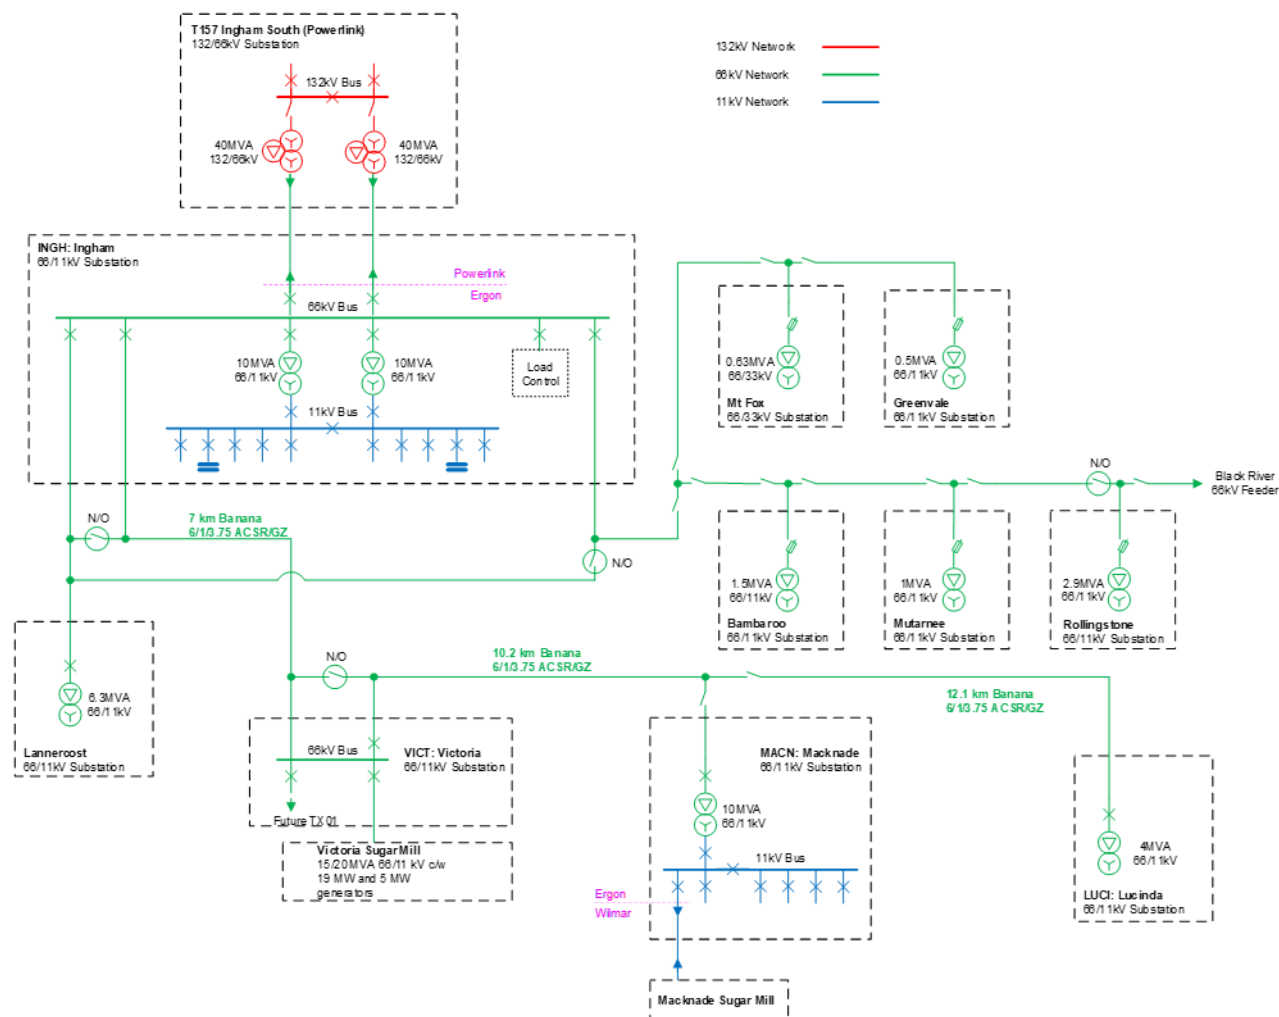 T157 Ingham South (Powerlink)
132/66kV Substation
132kV Bus
40MVA
132/66kV
40MVA
132/66kV
132kV Network
66kV Network
11kV Network
INGH: Ingham
66/11kV Substation
Powerlink
Ergon
66kV Bus
10MVA
66/11kV
10MVA
66/11kV
Load
Control
11kV Bus
0.63MVA
66/33kV
Mt Fox
66/33kV Substation
0.5MVA
66/11kV
Greenvale
66/11kV Substation
N/O
Black River
66kV Feeder
N/O
7 km Banana
6/1/3.75 ACSR/GZ
N/O
1.5MVA
66/11kV
Bambaroo
66/11kV Substation
1MVA
66/11kV
Mutarnee
66/11kV Substation
2.9MVA
66/11kV
Rollingstone
66/11kV Substation
N/O
10.2 km Banana
6/1/3.75 ACSR/GZ
12.1 km Banana
6/1/3.75 ACSR/GZ
6.3MVA
66/11kV
Lannercost
66/11kV Substation
66kV Bus
VICT: Victoria
66/11kV Substation
Future TX 01
Victoria Sugar Mill
15/20MVA 66/11 kV c/w
19 MW and 5 MW
generators
MACN: Macknade
66/11kV Substation
10MVA
66/11kV
11kV Bus
Ergon
Wilmar
Macknade Sugar Mill
4MVA
66/11kV
LUCI: Lucinda
66/11kV Substation